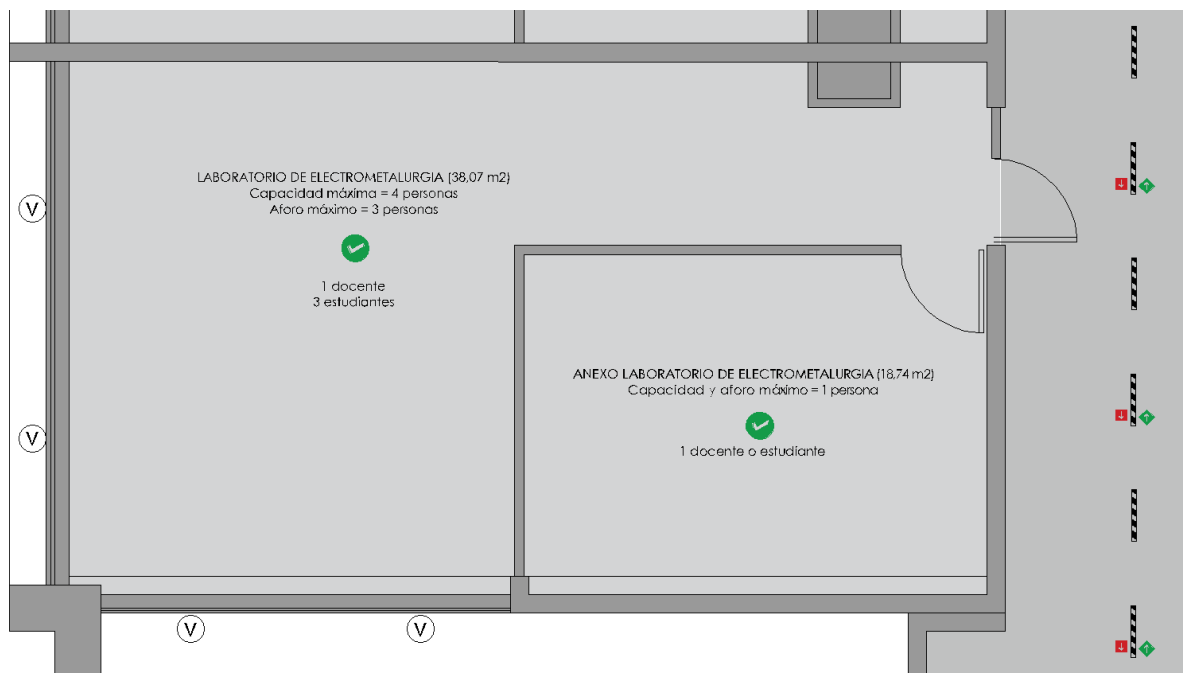 LABORATORIO DE ELECTROMETALURGIA (38,07 m2)
Capacidad máxima = 4 personas
Aforo máximo = 3 personas
1 docente
3 estudiantes
ANEXO LABORATORIO DE ELECTROMETALURGIA (18,74 m2)
Capacidad y aforo máximo = 1 persona
1 docente o estudiante
V
V
V
V